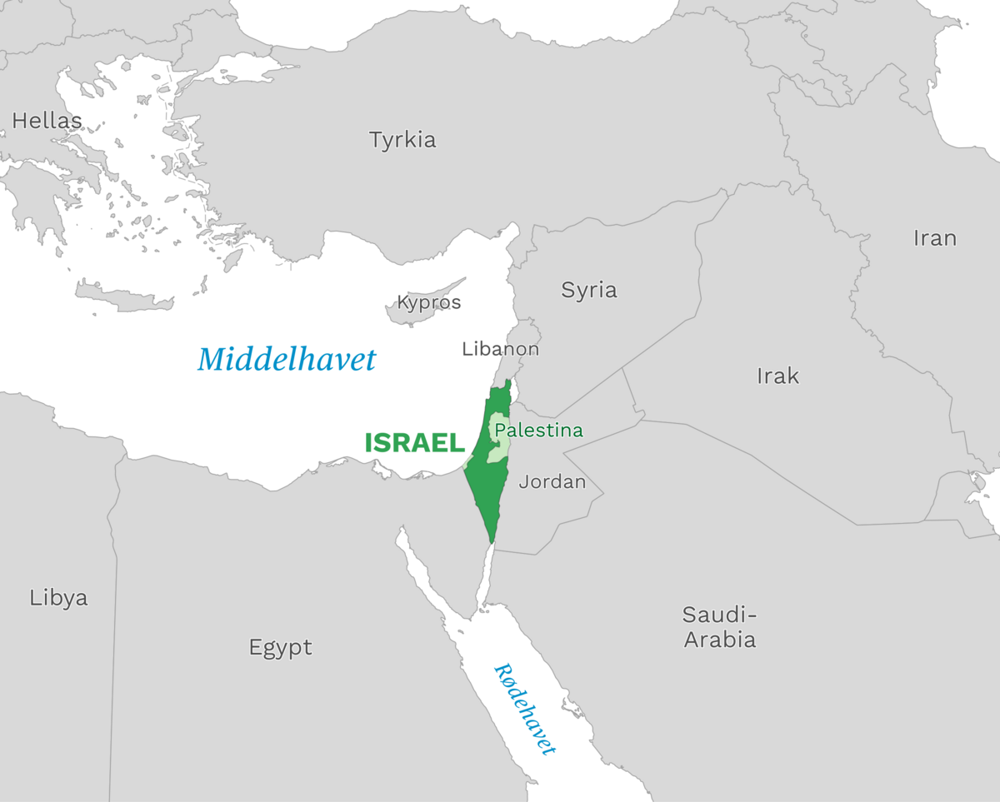 Hellas
Tyrkia
Iran
Syria
Kypros
Libanon
Middelhavet
Irak
Palestina
ISRAEL
Jordan
Libya
Saudi-
Arabia
Egypt
Rødehavet